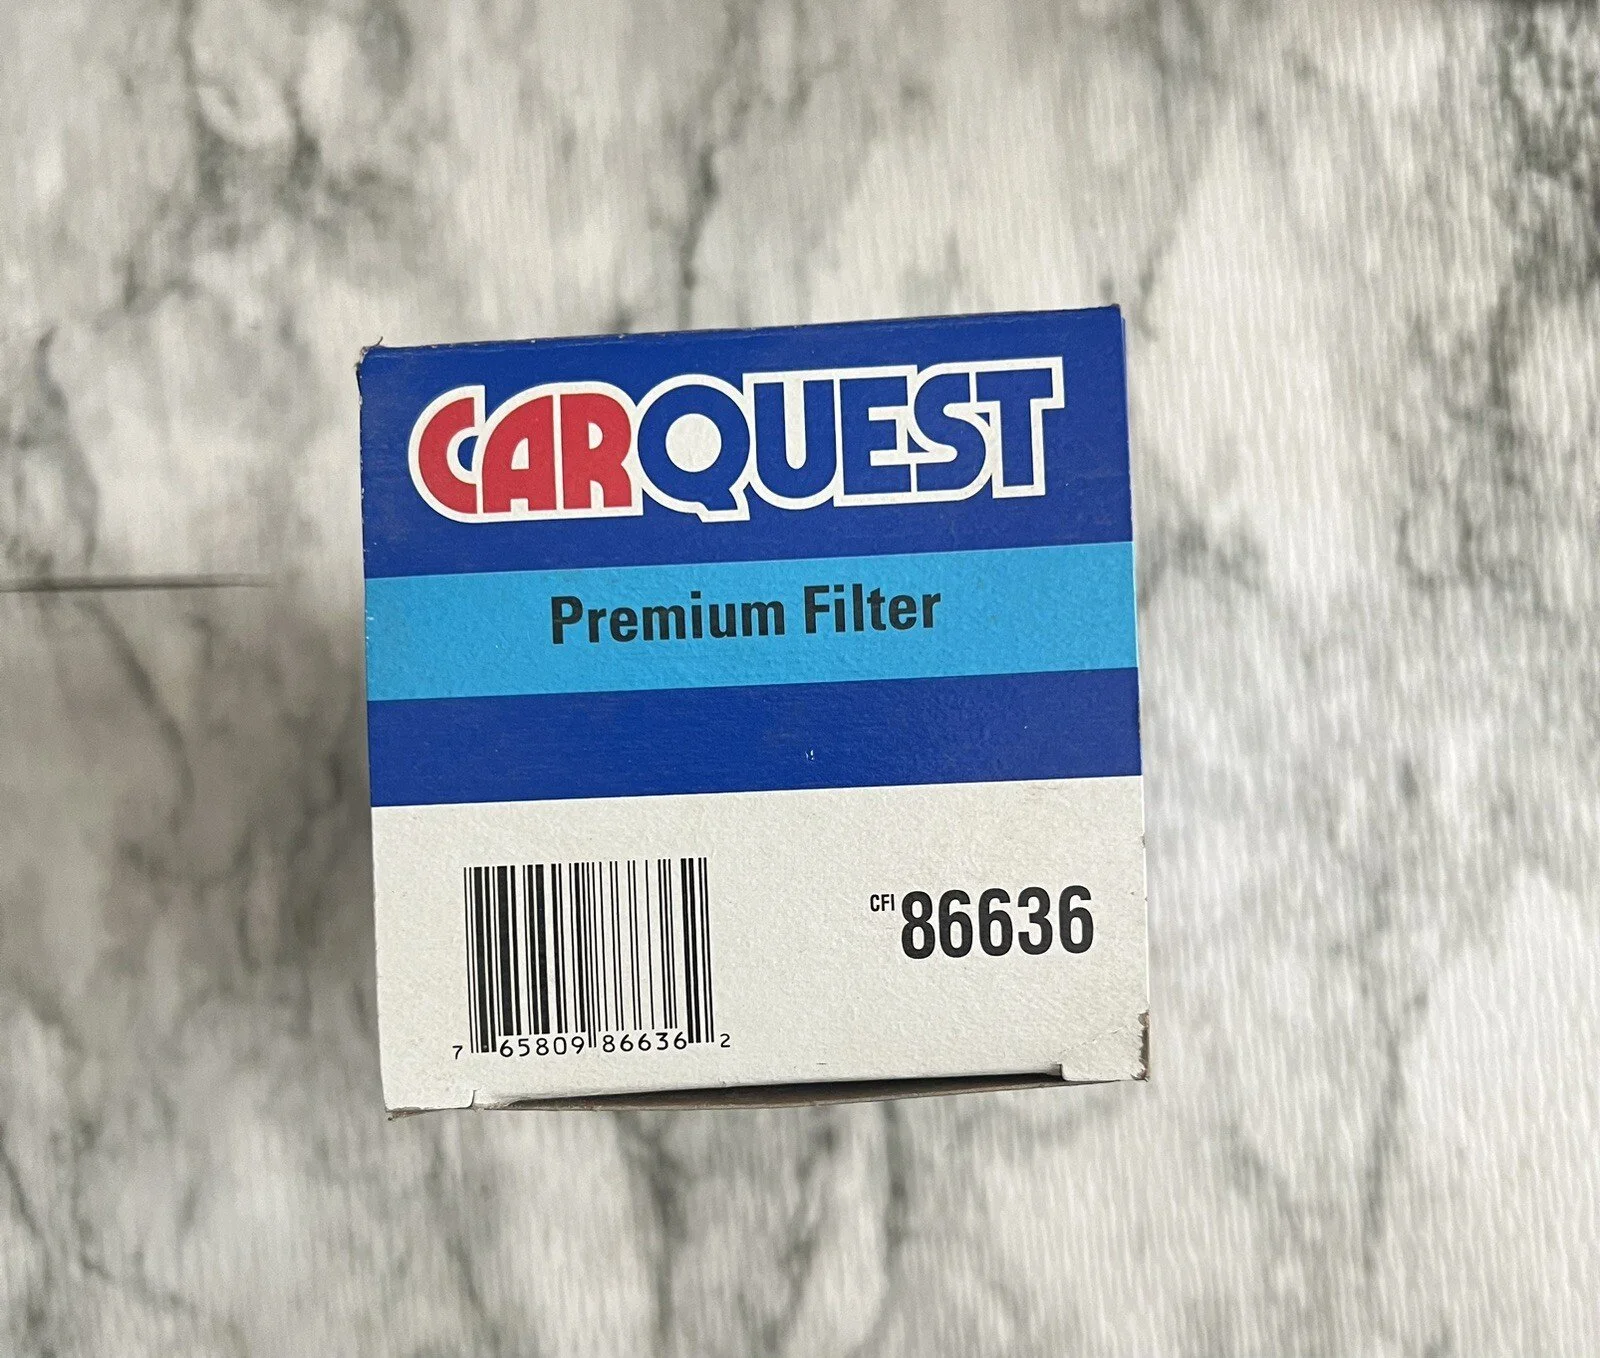 CARQUEST
Premium Filter
CFI 86636
7 65809 86636 2